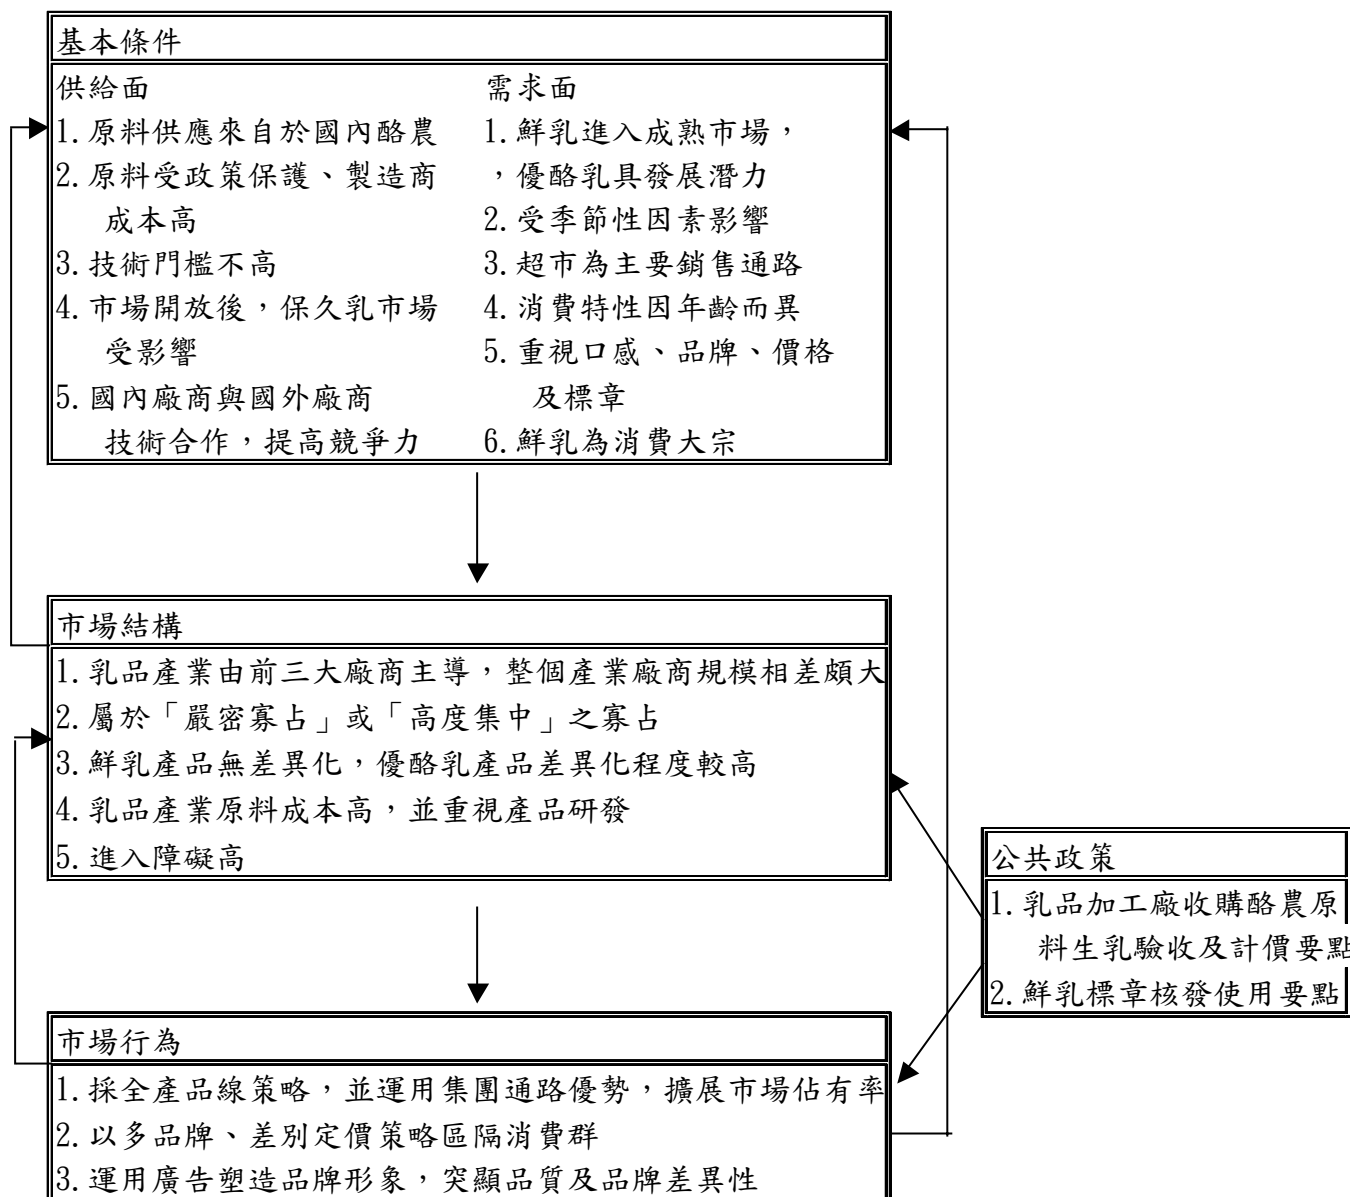 基本條件
供給面
1.原料供應來自於國內酪農
2.原料受政策保護、製造商
成本高
3.技術門檻不高
4.市場開放後，保久乳市場
受影響
5.國內廠商與國外廠商
技術合作，提高競爭力
需求面
1.鮮乳進入成熟市場，
，優酪乳具發展潛力
2.受季節性因素影響
3.超市為主要銷售通路
4.消費特性因年齡而異
5.重視口感、品牌、價格
及標章
6.鮮乳為消費大宗
市場結構
1.乳品產業由前三大廠商主導，整個產業廠商規模相差頗大
2.屬於「嚴密寡占」或「高度集中」之寡占
3.鮮乳產品無差異化，優酪乳產品差異化程度較高
4.乳品產業原料成本高，並重視產品研發
5.進入障礙高
公共政策
1.乳品加工廠收購酪農原
料生乳驗收及計價要點
2.鮮乳標章核發使用要點
市場行為
1.採全產品線策略，並運用集團通路優勢，擴展市場佔有率
2.以多品牌、差別定價策略區隔消費群
3.運用廣告塑造品牌形象，突顯品質及品牌差異性